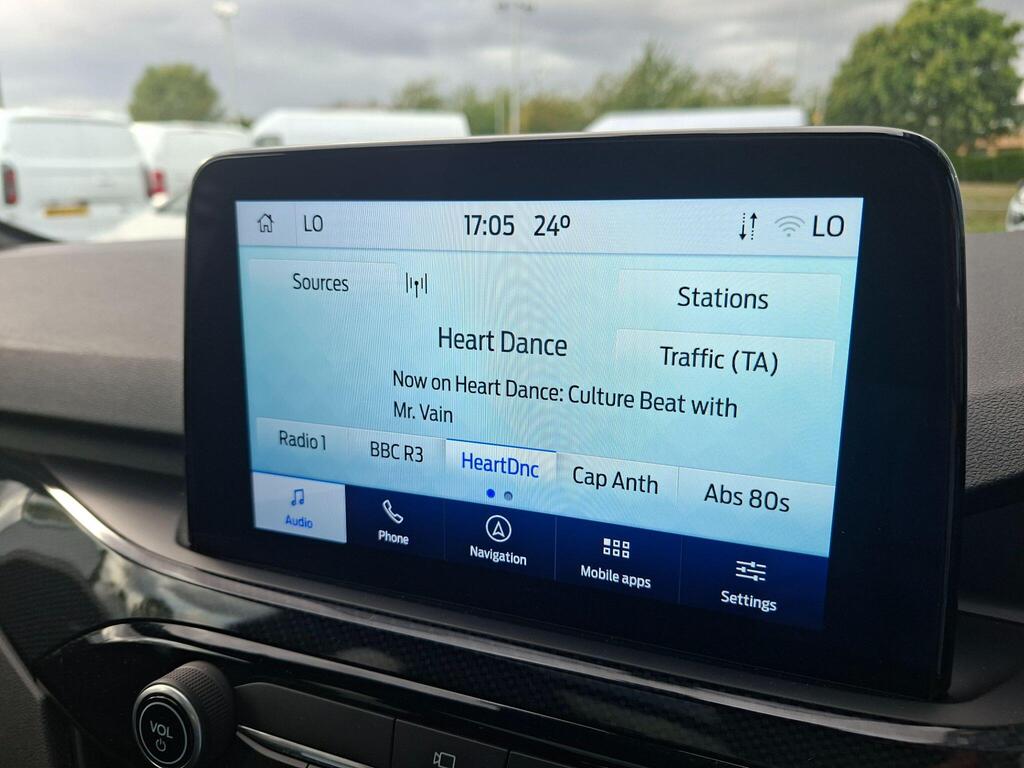 LO 17:05 24º LO
Sources
Stations
Heart Dance
Traffic (TA)
Now on Heart Dance: Culture Beat with
Mr. Vain
Radio 1 BBC R3 HeartDnc Cap Anth Abs 80s
Audio Phone Navigation Mobile apps Settings
VOL